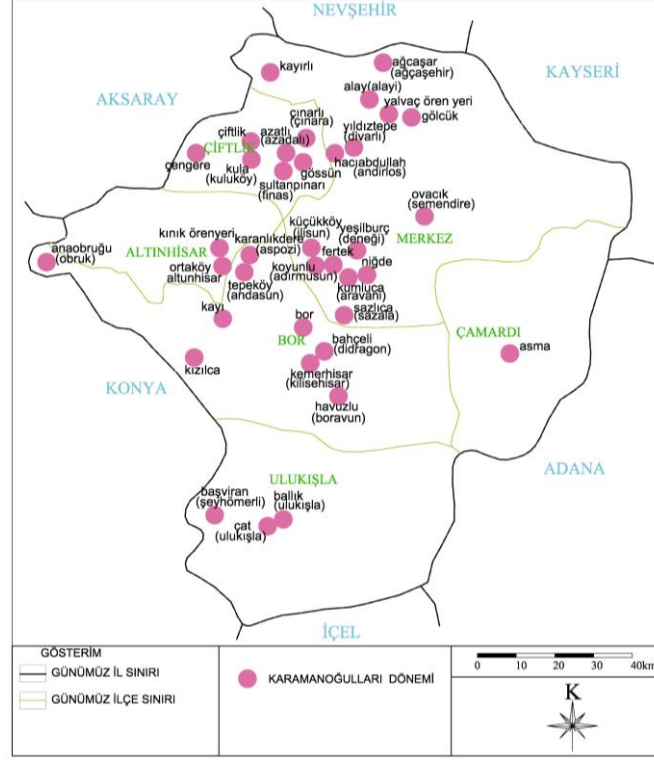 NEVŞEHİR
ağcaşar
(ağçaşehir)
kayırlı
KAYSERİ
alay(alayi)
AKSARAY
yalvaç ören yeri
gölcük
çınarlı
(çınara)
yıldıztepe
(divarlı)
çiftlik
azatlı
(azadalı)
ÇİFTLİK
çengere
kula
(kuluköy)
gössün
hacıabdullah
(andirlos)
sultanpınarı
(finas)
ovacık
(semendire)
MERKEZ
kınık örenyeri
küçükköy
(ilisun)
yeşilburç
(deneği)
karanlıkdere
(aspozi)
fertek
anaobruğu
(obruk)
ALTINHİSAR
ortaköy
altunhisar
koyunlu
(adırmusun)
niğde
tepeköy
(andasun)
kumluca
(aravanı)
kayı
sazlıca
(sazala)
bor
BOR
bahçeli
(didragon)
ÇAMARDI
asma
kızılca
kemerhisar
(kilisehisar)
KONYA
havuzlu
(boravun)
ADANA
ULUKIŞLA
başviran
(şeyhömerli)
ballık
(ulukışla)
çat
(ulukışla)
İÇEL
GÖSTERİM
GÜNÜMÜZ İL SINIRI
GÜNÜMÜZ İLÇE SINIRI
KARAMANOĞULLARI DÖNEMİ
0 10 20 30 40km
K